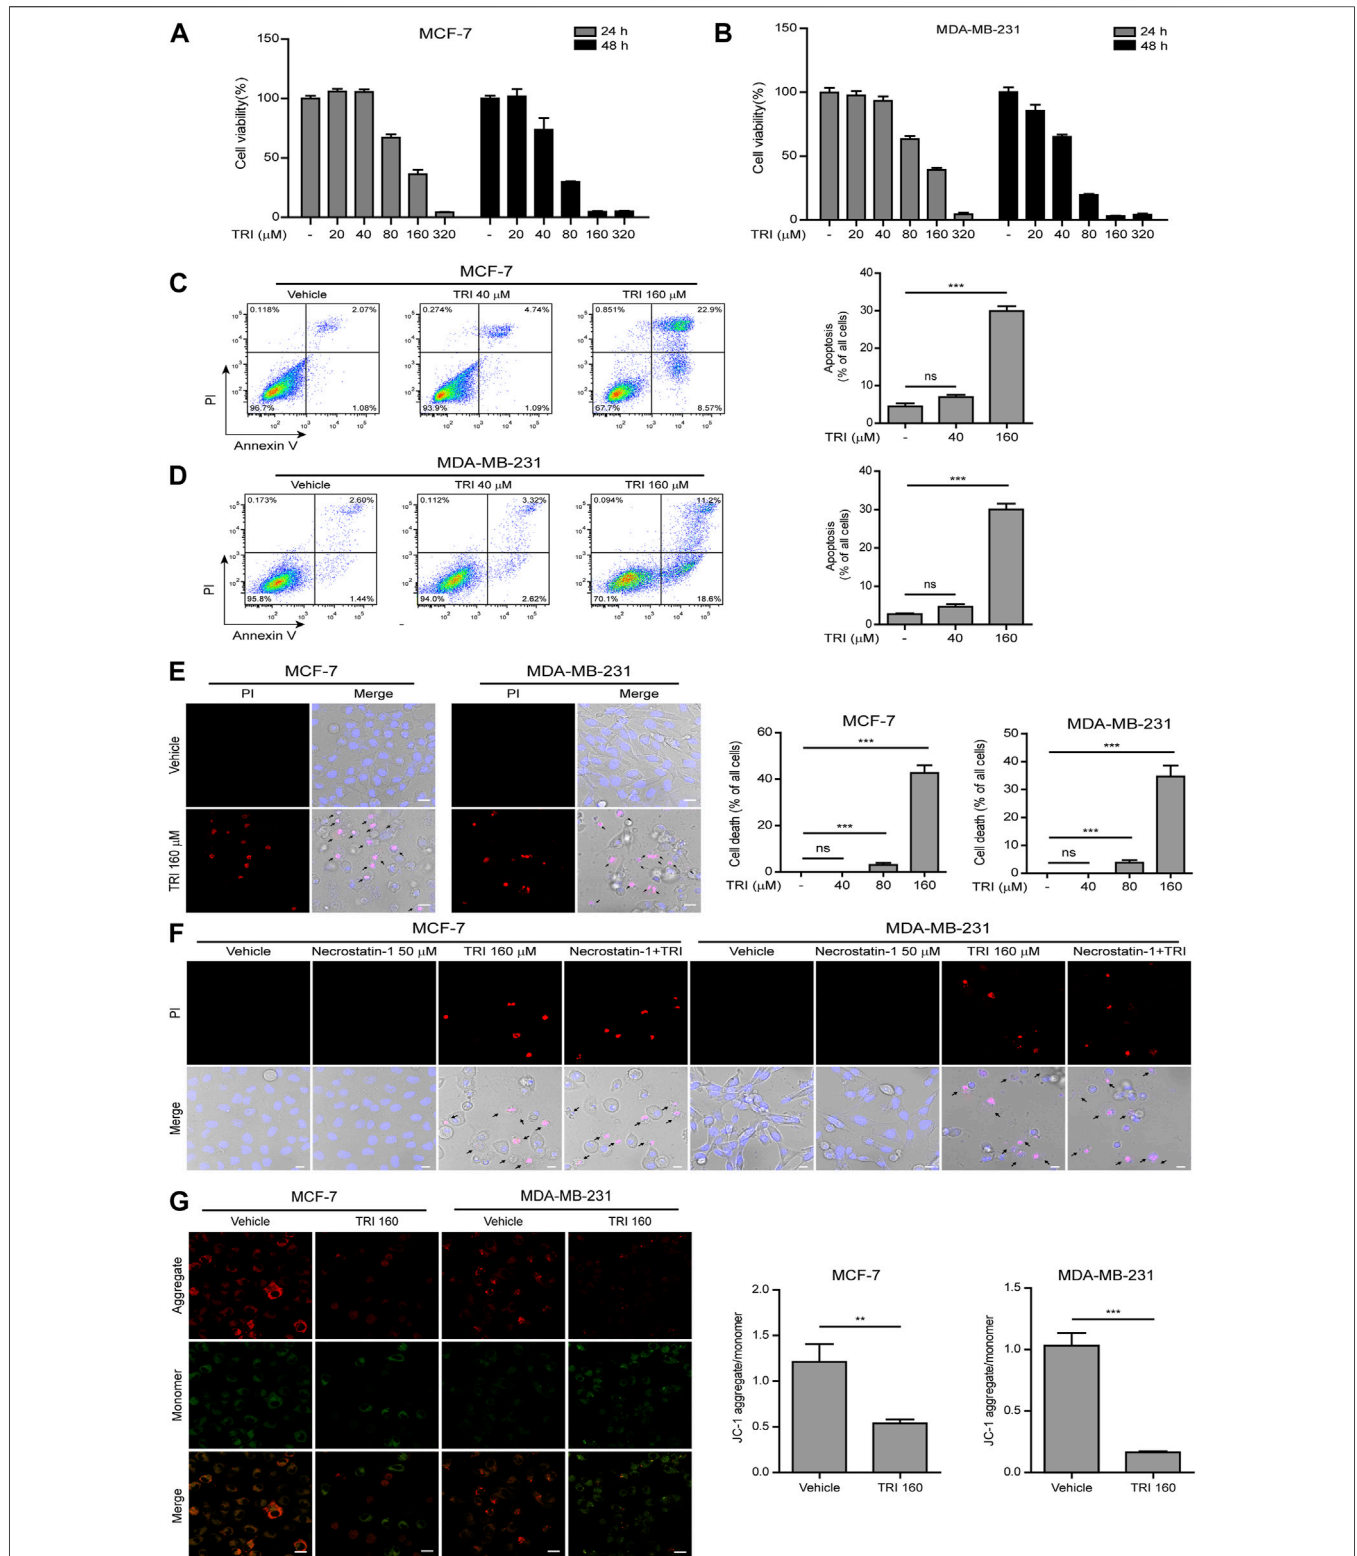 A
MCF-7
24 h
48 h
Cell viability(%)
150
100
50
0
TRI (μM) - 20 40 80 160 320 - 20 40 80 160 320
B
MDA-MB-231
24 h
48 h
Cell viability(%)
150
100
50
0
TRI (μM) - 20 40 80 160 320 - 20 40 80 160 320
C
MCF-7
Vehicle TRI 40 μM TRI 160 μM
0.118% 2.07% 0.274% 4.74% 0.851% 22.9%
96.7% 1.08% 93.9% 1.09% 67.7% 8.57%
PI
Annexin V
Apoptosis
(% of all cells)
40
30
20
10
0
***
ns
TRI (μM) - 40 160
D
MDA-MB-231
Vehicle TRI 40 μM TRI 160 μM
0.173% 2.60% 0.112% 3.32% 0.094% 11.2%
95.8% 1.44% 94.0% 2.62% 70.1% 18.6%
PI
Annexin V
Apoptosis
(% of all cells)
40
30
20
10
0
***
ns
TRI (μM) - 40 160
E
MCF-7 MDA-MB-231
PI Merge PI Merge
Vehicle
TRI 160 μM
MCF-7
Cell death (% of all cells)
60
40
20
0
***
***
ns
TRI (μM) - 40 80 160
MDA-MB-231
Cell death (% of all cells)
50
40
30
20
10
0
***
***
ns
TRI (μM) - 40 80 160
F
MCF-7 MDA-MB-231
Vehicle Necrostatin-1 50 μM TRI 160 μM Necrostatin-1+TRI Vehicle Necrostatin-1 50 μM TRI 160 μM Necrostatin-1+TRI
PI
Merge
G
MCF-7 MDA-MB-231
Vehicle TRI 160 Vehicle TRI 160
Aggregate
Monomer
Merge
MCF-7
JC-1 aggregate/monomer
2.0
1.5
1.0
0.5
0.0
**
Vehicle TRI 160
MDA-MB-231
JC-1 aggregate/monomer
1.5
1.0
0.5
0.0
***
Vehicle TRI 160